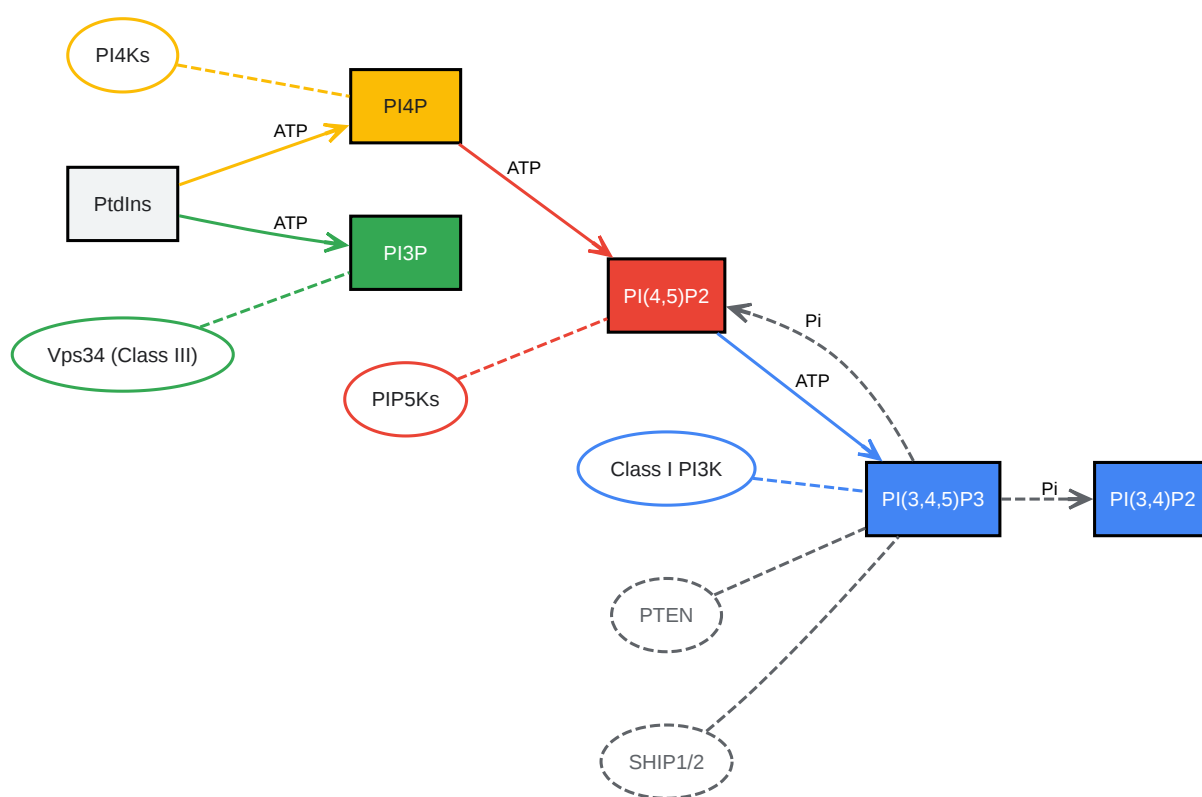 PI4Ks
PI4P
ATP
ATP
PtdIns
ATP
PI3P
PI(4,5)P2
Pi
Vps34 (Class III)
ATP
PIP5Ks
Class I PI3K
PI(3,4,5)P3
Pi
PI(3,4)P2
PTEN
SHIP1/2